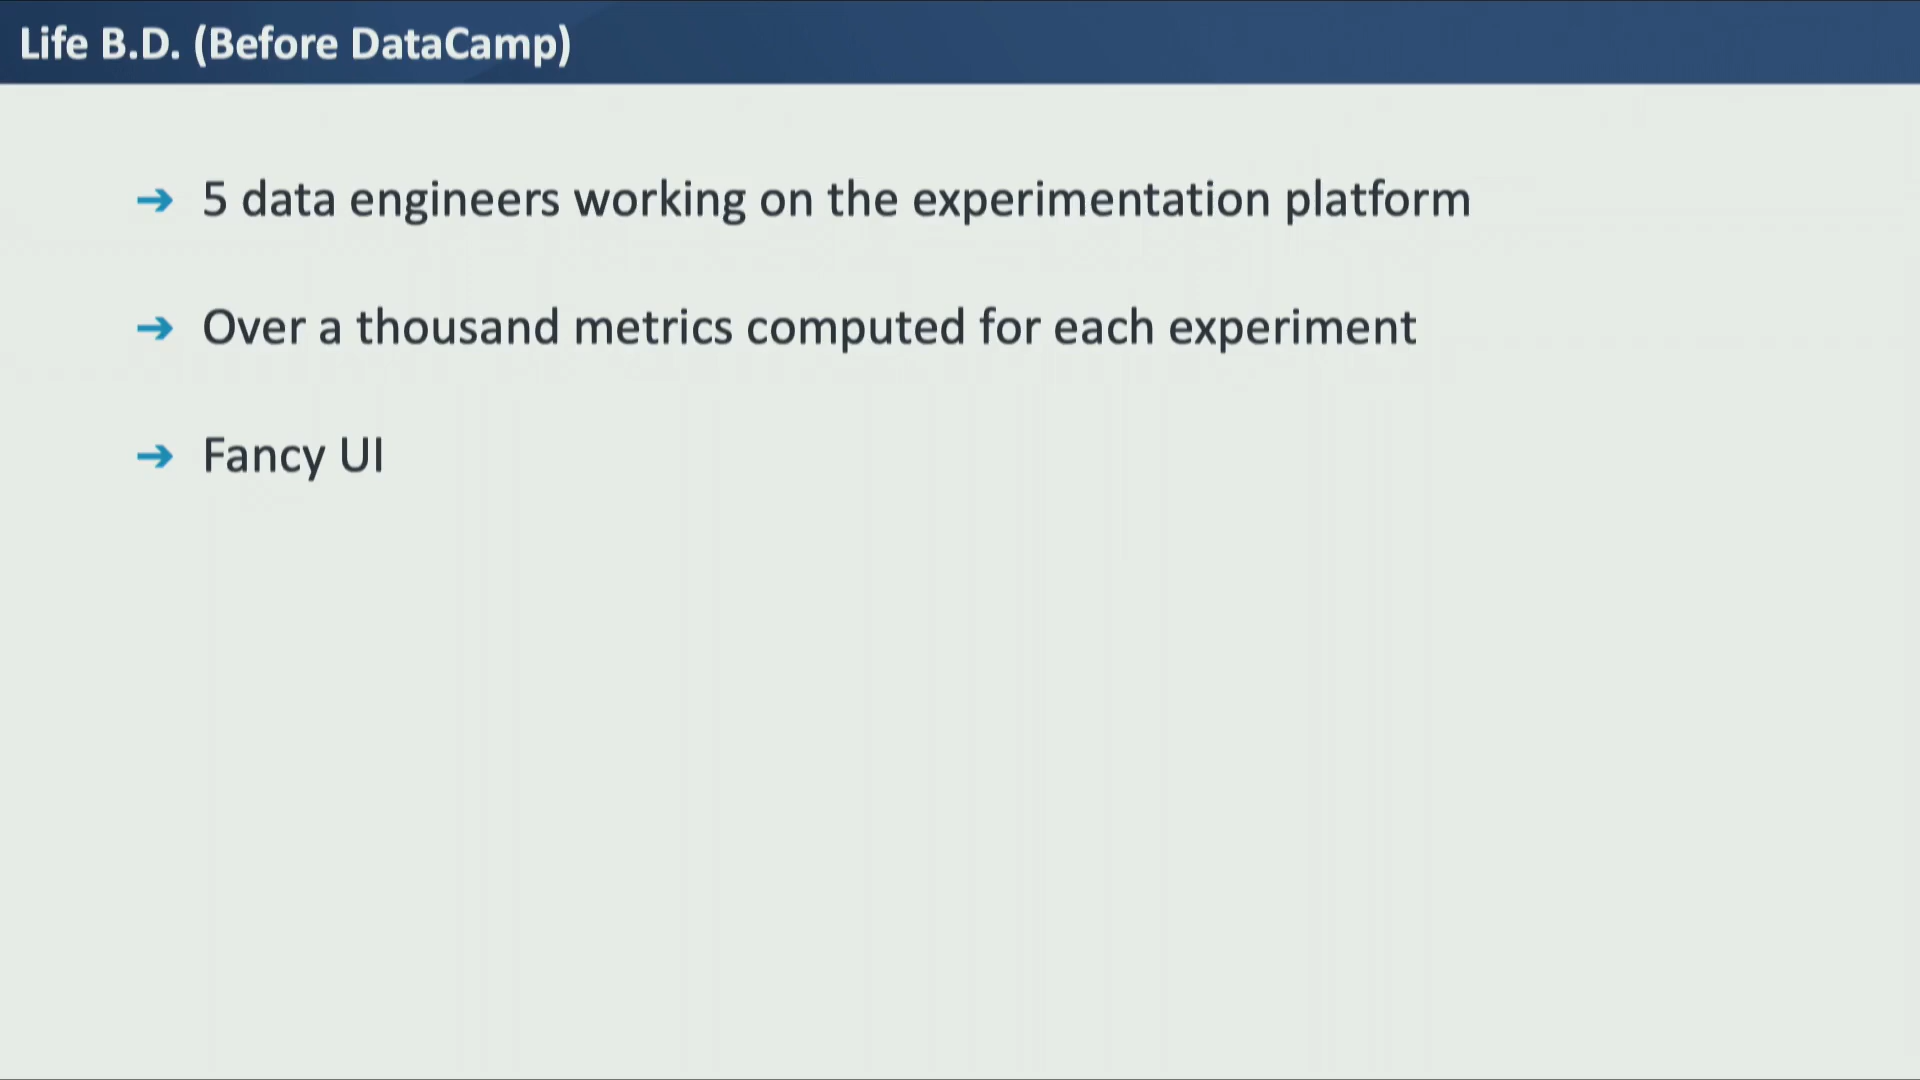 Life B.D. (Before DataCamp)
➔ 5 data engineers working on the experimentation platform
➔ Over a thousand metrics computed for each experiment
➔ Fancy UI